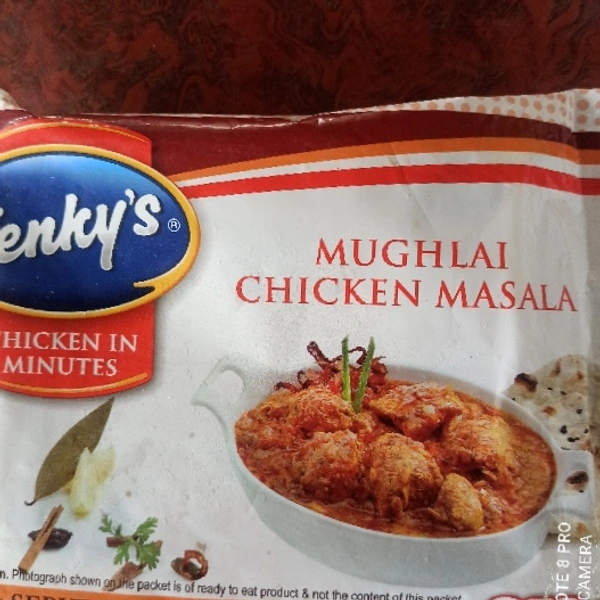 enky's®
CHICKEN IN
MINUTES
MUGHLAI
CHICKEN MASALA
n. Photograph shown on the packet is of ready to eat product & not the content of this packet
OTE 8 PRO
CAMERA